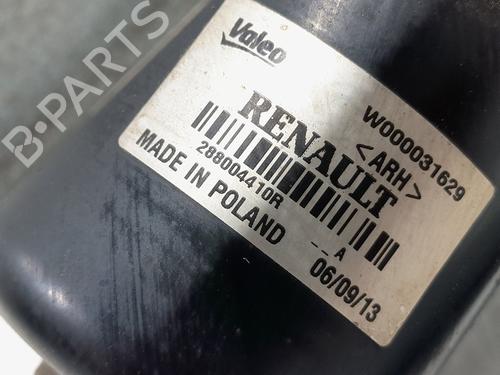 Valeo
W000031629
RENAULT
<ARH>
288004410R
MADE IN POLAND
-- A
06/09/13
B-PARTS